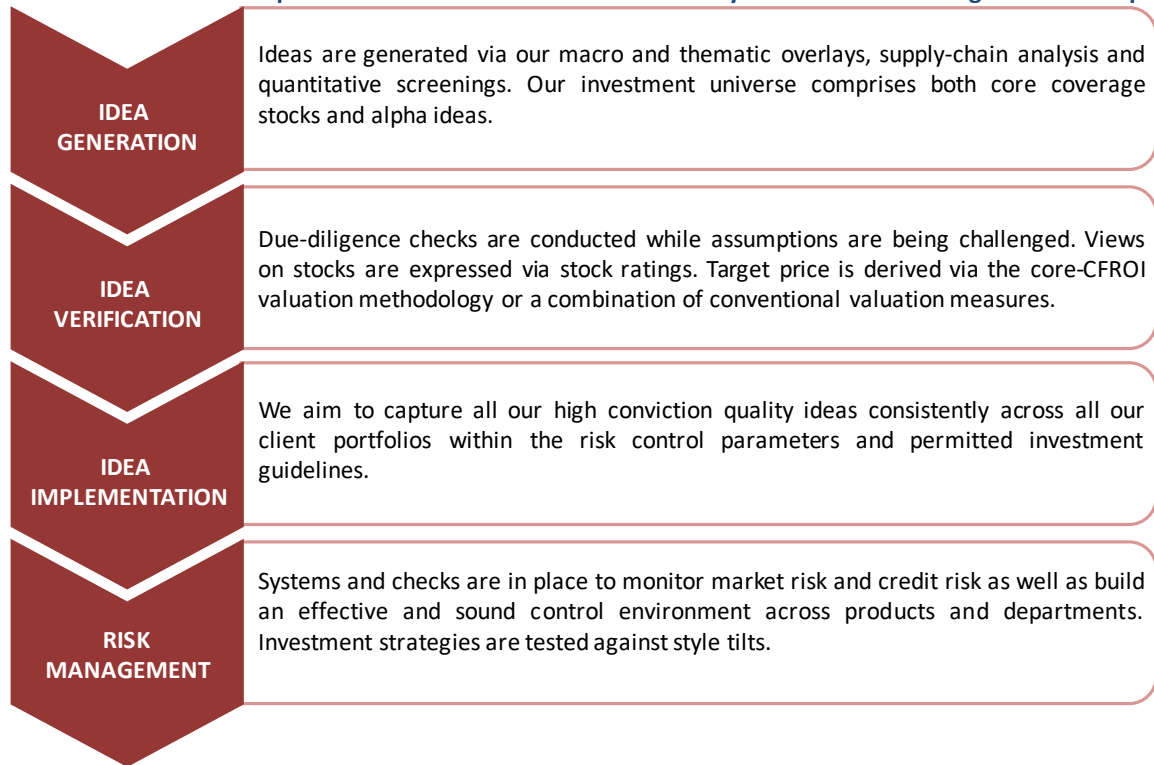 IDEA
GENERATION
Ideas are generated via our macro and thematic overlays, supply-chain analysis and
quantitative screenings. Our investment universe comprises both core coverage
stocks and alpha ideas.
IDEA
VERIFICATION
Due-diligence checks are conducted while assumptions are being challenged. Views
on stocks are expressed via stock ratings. Target price is derived via the core-CFROI
valuation methodology or a combination of conventional valuation measures.
IDEA
IMPLEMENTATION
We aim to capture all our high conviction quality ideas consistently across all our
client portfolios within the risk control parameters and permitted investment
guidelines.
RISK
MANAGEMENT
Systems and checks are in place to monitor market risk and credit risk as well as build
an effective and sound control environment across products and departments.
Investment strategies are tested against style tilts.